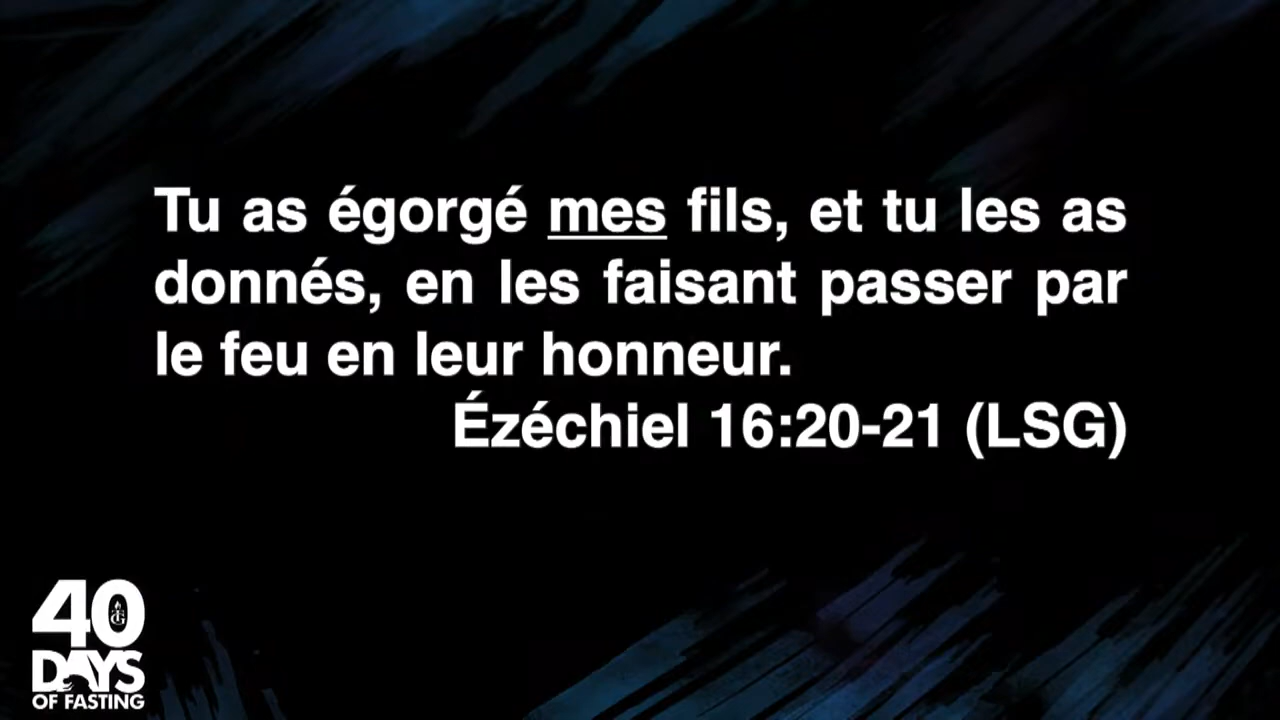 Tu as égorgé mes fils, et tu les as
donnés, en les faisant passer par
le feu en leur honneur.
Ézéchiel 16:20-21 (LSG)
40
DAYS
OF FASTING